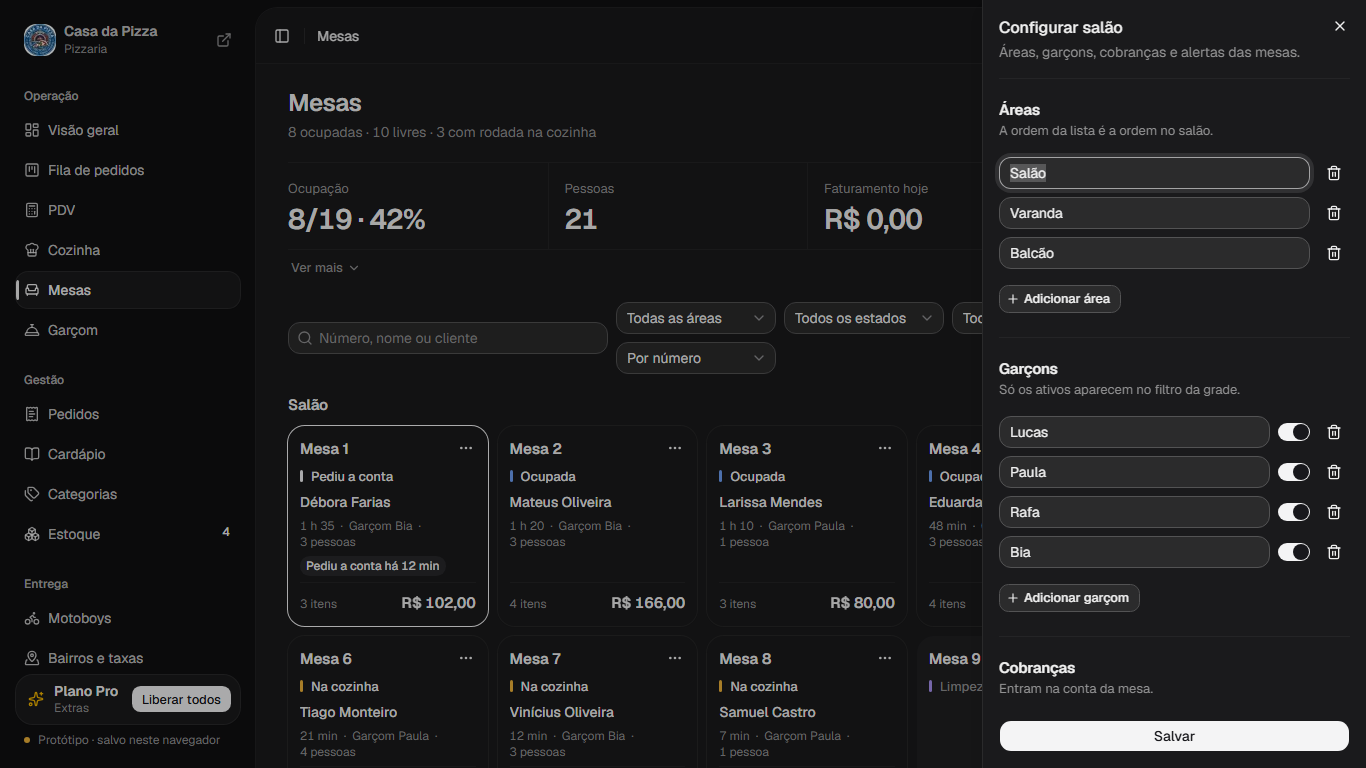 Casa da Pizza
Pizzaria
Operação
Visão geral
Fila de pedidos
PDV
Cozinha
Mesas
Garçom
Gestão
Pedidos
Cardápio
Categorias
Estoque 4
Entrega
Motoboys
Bairros e taxas
Plano Pro
Extras
Liberar todos
Protótipo · salvo neste navegador
Mesas
Mesas
8 ocupadas · 10 livres · 3 com rodada na cozinha
Ocupação
8/19 · 42%
Pessoas
21
Faturamento hoje
R$ 0,00
Ver mais
Número, nome ou cliente
Todas as áreas
Todos os estados
Por número
Salão
Mesa 1
Pediu a conta
Débora Farias
1 h 35 · Garçom Bia ·
3 pessoas
Pediu a conta há 12 min
3 itens R$ 102,00
Mesa 2
Ocupada
Mateus Oliveira
1 h 20 · Garçom Bia ·
3 pessoas
4 itens R$ 166,00
Mesa 3
Ocupada
Larissa Mendes
1 h 10 · Garçom Paula ·
1 pessoa
3 itens R$ 80,00
Mesa 4
Eduarda
48 min ·
3 pessoas
4 itens
Mesa 6
Na cozinha
Tiago Monteiro
21 min · Garçom Paula ·
4 pessoas
Mesa 7
Na cozinha
Vinícius Oliveira
12 min · Garçom Bia ·
3 pessoas
Mesa 8
Na cozinha
Samuel Castro
7 min · Garçom Paula ·
1 pessoa
Mesa 9
Configurar salão
Áreas, garçons, cobranças e alertas das mesas.
Áreas
A ordem da lista é a ordem no salão.
Salão
Varanda
Balcão
+ Adicionar área
Garçons
Só os ativos aparecem no filtro da grade.
Lucas
Paula
Rafa
Bia
+ Adicionar garçom
Cobranças
Entram na conta da mesa.
Salvar